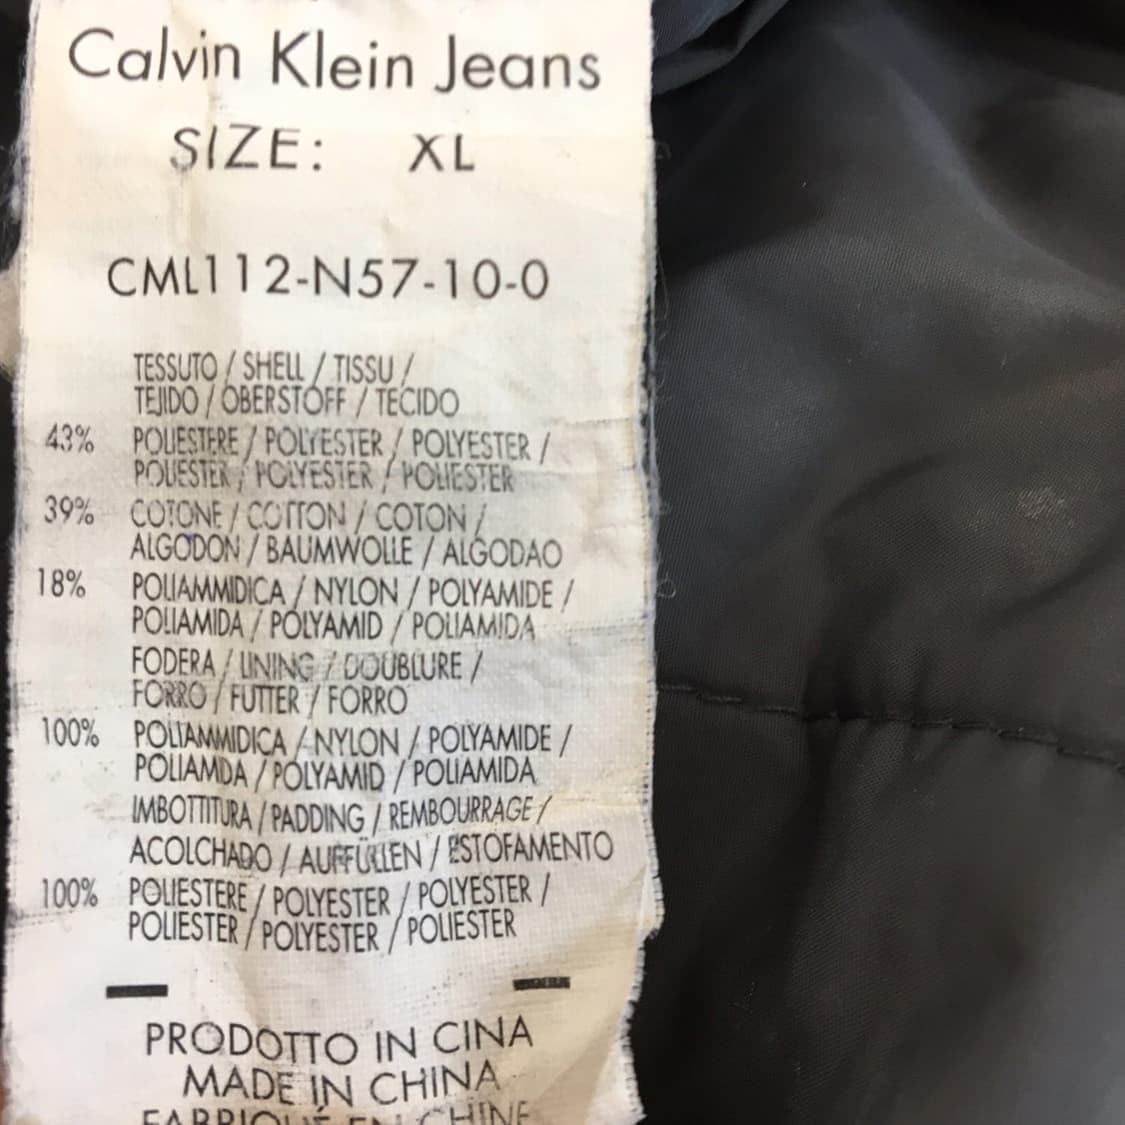 Calvin Klein Jeans
SIZE: XL
CML112-N57-10-0
TESSUTO / SHELL / TISSU /
TEJIDO / OBERSTOFF / TECIDO
43% POLIESTERE / POLYESTER / POLYESTER /
POLIESTER / POLYESTER / POLIESTER
39% COTONE / COTTON / COTON /
ALGODON / BAUMWOLLE / ALGODAO
18% POLIAMMIDICA / NYLON / POLYAMIDE /
POLIAMIDA / POLYAMID / POLIAMIDA
FODERA / LINING / DOUBLURE /
FORRO / FUTTER / FORRO
100% POLIAMMIDICA / NYLON / POLYAMIDE /
POLIAMDA / POLYAMID / POLIAMIDA
IMBOTTITURA / PADDING / REMBOURRAGE /
ACOLCHADO / AUFFÜLLEN / ESTOFAMENTO
100% POLIESTERE / POLYESTER / POLYESTER /
POLIESTER / POLYESTER / POLIESTER
PRODOTTO IN CINA
MADE IN CHINA
FABRIQUÉ EN CHINE